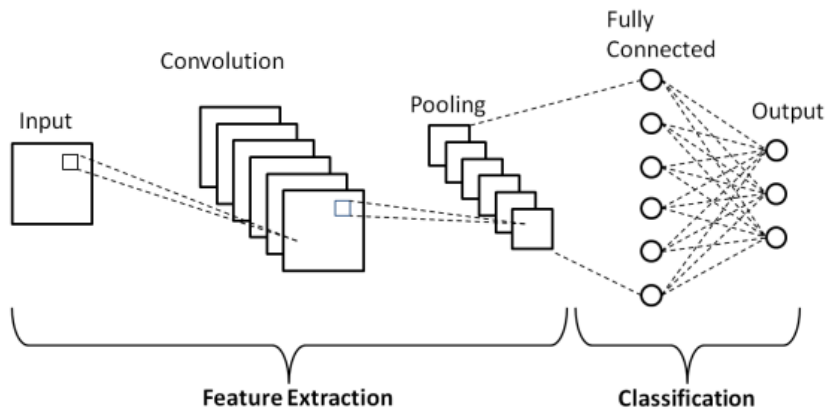 Input
Convolution
Pooling
Fully
Connected
Output
Feature Extraction
Classification